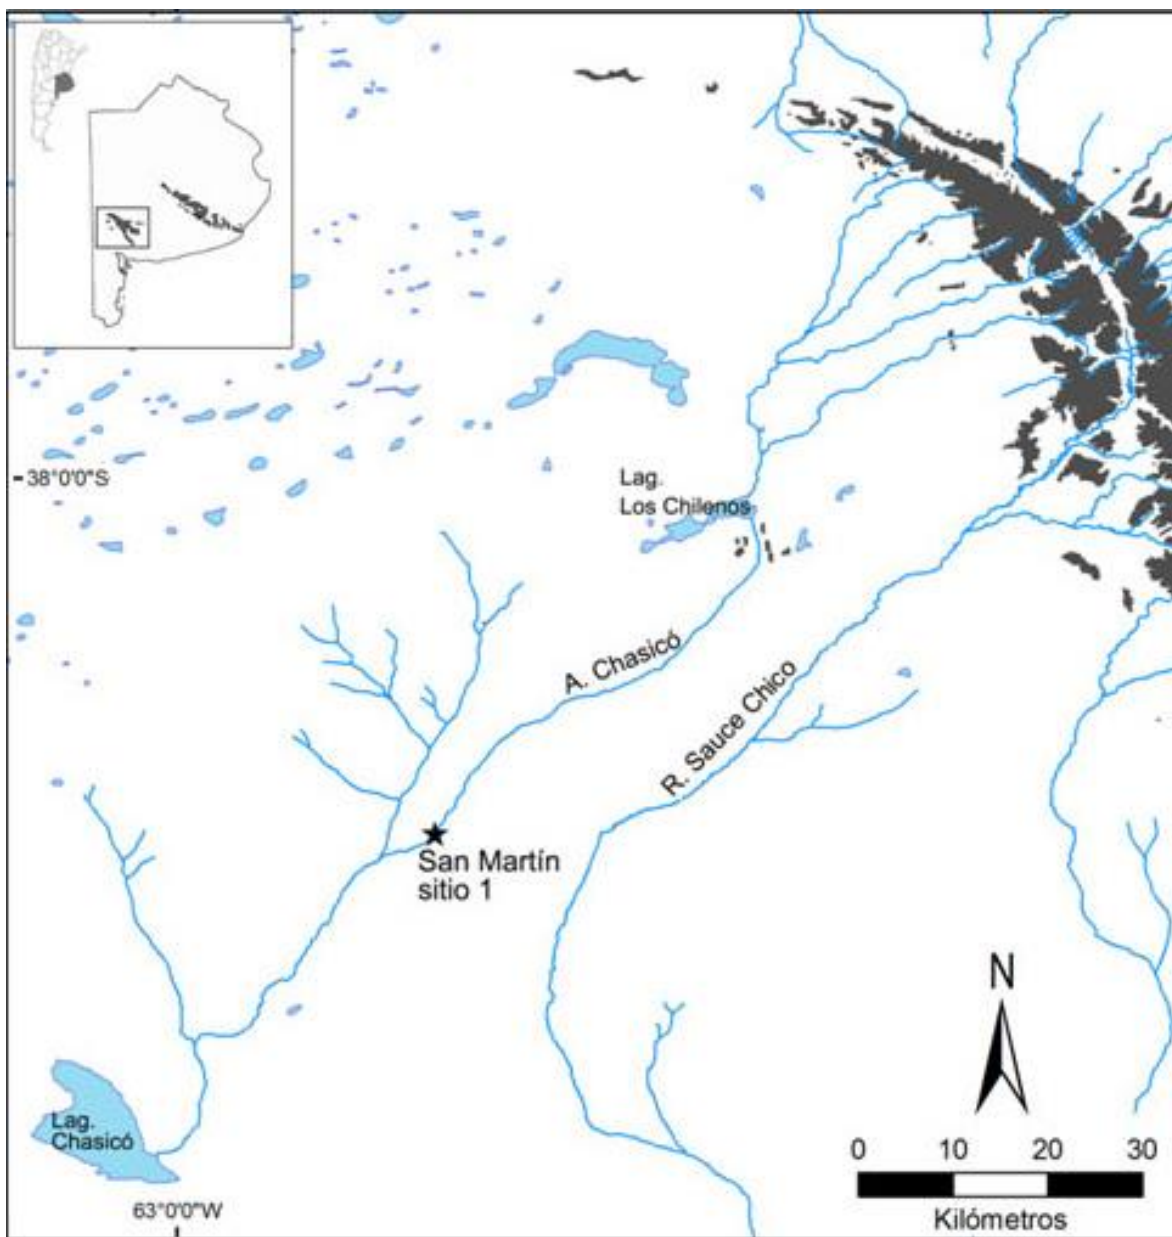 38°0'0"S
Lag.
Los Chilenos
A. Chasicó
R. Sauce Chico
San Martín
sitio 1
N
Lag.
Chasicó
0 10 20 30
Kilómetros
63°0'0"W